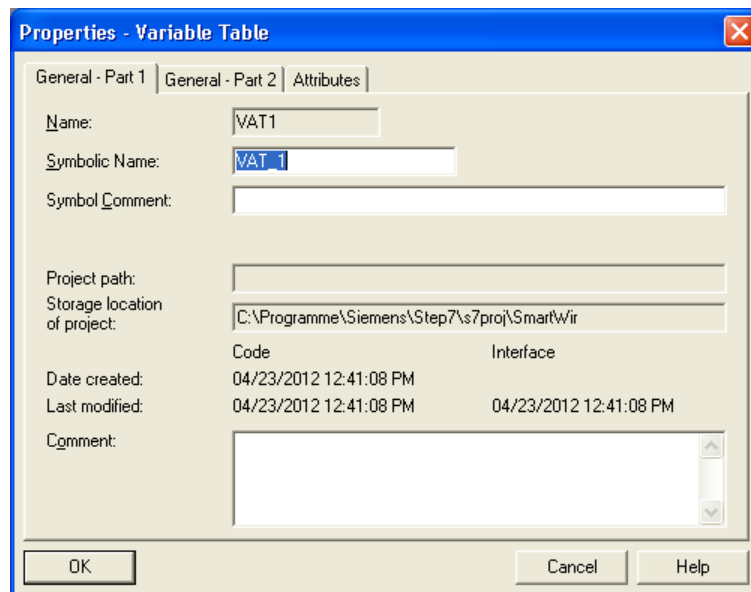 Properties - Variable Table
General - Part 1 General - Part 2 Attributes
Name: VAT1
Symbolic Name: VAT_1
Symbol Comment:
Project path:
Storage location
of project: C:\Programme\Siemens\Step7\s7proj\SmartWir
Code Interface
Date created: 04/23/2012 12:41:08 PM
Last modified: 04/23/2012 12:41:08 PM 04/23/2012 12:41:08 PM
Comment:
OK Cancel Help